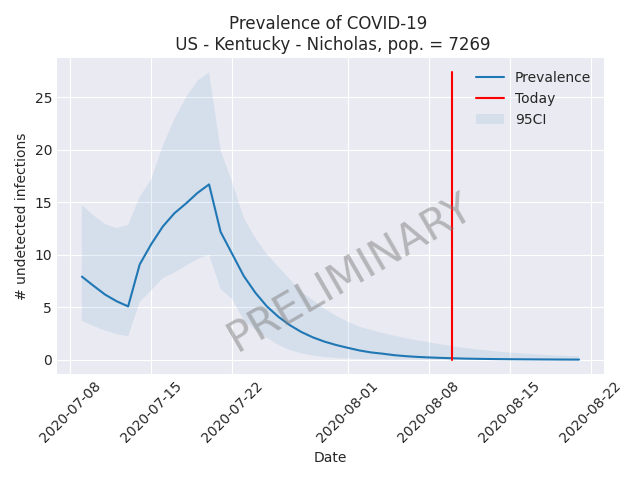 Prevalence of COVID-19
US - Kentucky - Nicholas, pop. = 7269
Prevalence
Today
95CI
# undetected infections
25
20
15
10
5
0
PRELIMINARY
2020-07-08
2020-07-15
2020-07-22
2020-08-01
2020-08-08
2020-08-15
2020-08-22
Date